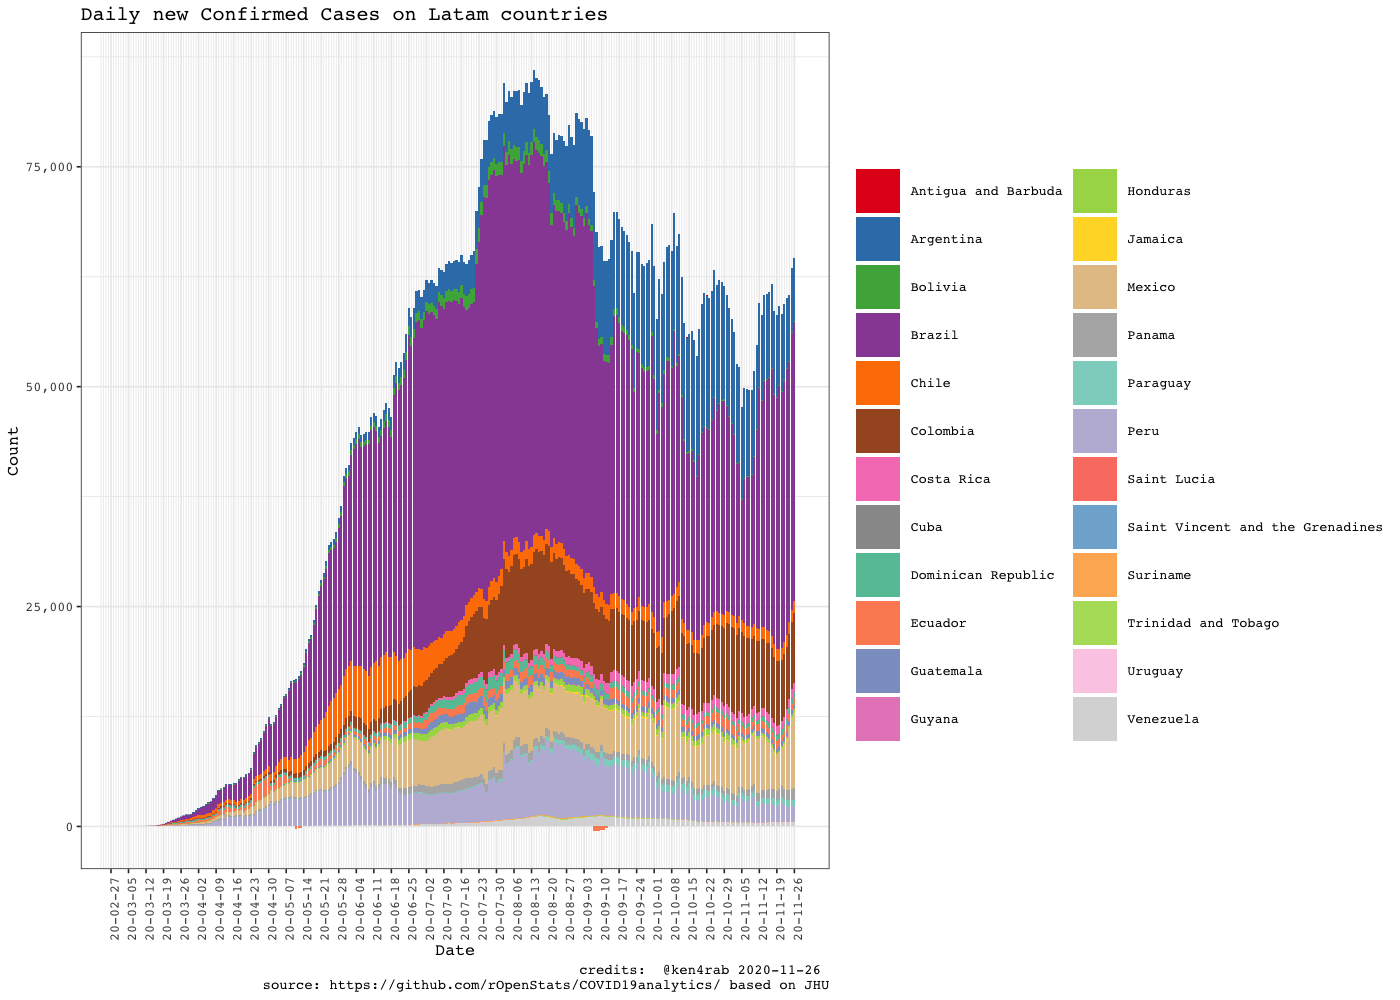 Daily new Confirmed Cases on Latam countries
75,000
50,000
25,000
0
Count
20-02-27
20-03-05
20-03-12
20-03-19
20-03-26
20-04-02
20-04-09
20-04-16
20-04-23
20-04-30
20-05-07
20-05-14
20-05-21
20-05-28
20-06-04
20-06-11
20-06-18
20-06-25
20-07-02
20-07-09
20-07-16
20-07-23
20-07-30
20-08-06
20-08-13
20-08-20
20-08-27
20-09-03
20-09-10
20-09-17
20-09-24
20-10-01
20-10-08
20-10-15
20-10-22
20-10-29
20-11-05
20-11-12
20-11-19
20-11-26
Date
Antigua and Barbuda
Argentina
Bolivia
Brazil
Chile
Colombia
Costa Rica
Cuba
Dominican Republic
Ecuador
Guatemala
Guyana
Honduras
Jamaica
Mexico
Panama
Paraguay
Peru
Saint Lucia
Saint Vincent and the Grenadines
Suriname
Trinidad and Tobago
Uruguay
Venezuela
credits:  @ken4rab 2020-11-26
source: https://github.com/rOpenStats/COVID19analytics/ based on JHU